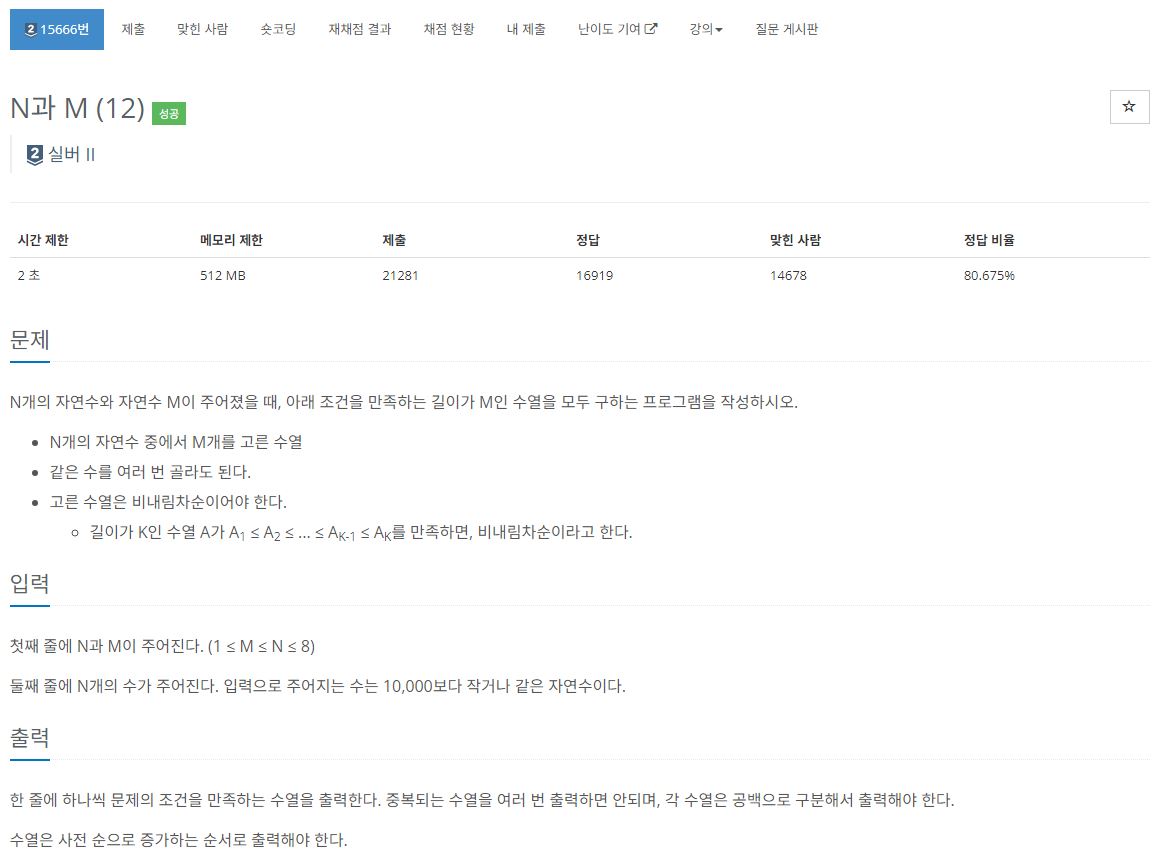 2 15666번 제출 맞힌 사람 숏코딩 재채점 결과 채점 현황 내 제출 난이도 기여 강의 질문 게시판
N과 M (12) 성공
2 실버 II
시간 제한 메모리 제한 제출 정답 맞힌 사람 정답 비율
2 초 512 MB 21281 16919 14678 80.675%
문제
N개의 자연수와 자연수 M이 주어졌을 때, 아래 조건을 만족하는 길이가 M인 수열을 모두 구하는 프로그램을 작성하시오.
• N개의 자연수 중에서 M개를 고른 수열
• 같은 수를 여러 번 골라도 된다.
• 고른 수열은 비내림차순이어야 한다.
○ 길이가 K인 수열 A가 A1 ≤ A2 ≤ ... ≤ AK-1 ≤ AK를 만족하면, 비내림차순이라고 한다.
입력
첫째 줄에 N과 M이 주어진다. (1 ≤ M ≤ N ≤ 8)
둘째 줄에 N개의 수가 주어진다. 입력으로 주어지는 수는 10,000보다 작거나 같은 자연수이다.
출력
한 줄에 하나씩 문제의 조건을 만족하는 수열을 출력한다. 중복되는 수열을 여러 번 출력하면 안되며, 각 수열은 공백으로 구분해서 출력해야 한다.
수열은 사전 순으로 증가하는 순서로 출력해야 한다.